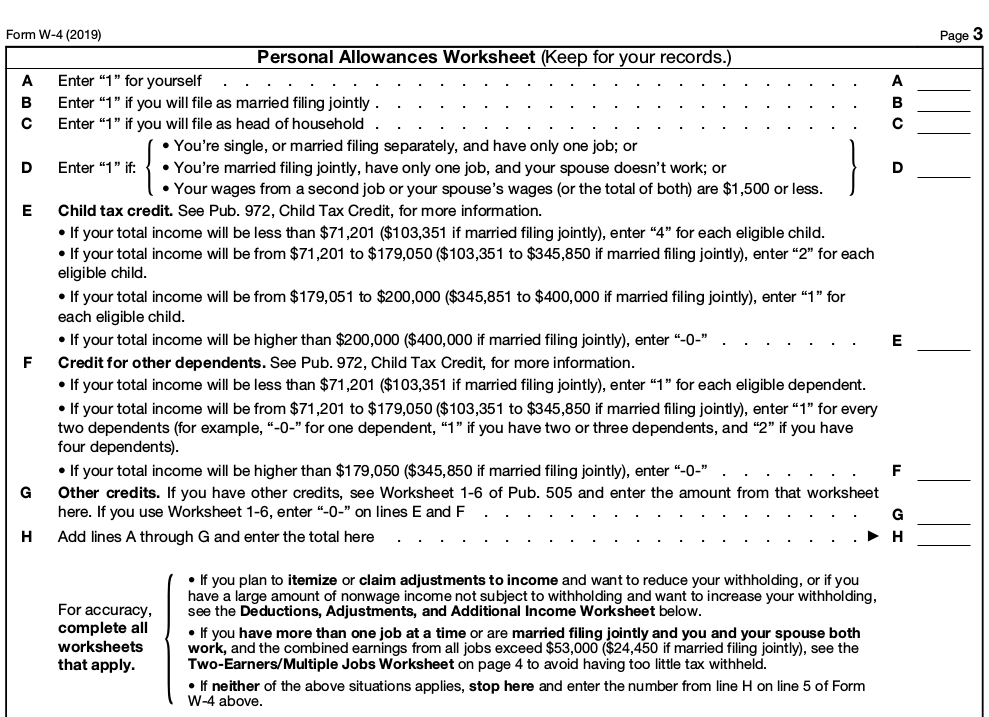 Form W-4 (2019) Page 3
Personal Allowances Worksheet (Keep for your records.)
A Enter “1” for yourself . . . . . . . . . . . . . . . . . . . . . . . . . . . . . . . . . . A
B Enter “1” if you will file as married filing jointly . . . . . . . . . . . . . . . . . . . . . . . . . . B
C Enter “1” if you will file as head of household . . . . . . . . . . . . . . . . . . . . . . . . . . C
• You’re single, or married filing separately, and have only one job; or
D Enter “1” if: • You’re married filing jointly, have only one job, and your spouse doesn’t work; or D
• Your wages from a second job or your spouse’s wages (or the total of both) are $1,500 or less.
E Child tax credit. See Pub. 972, Child Tax Credit, for more information.
• If your total income will be less than $71,201 ($103,351 if married filing jointly), enter “4” for each eligible child.
• If your total income will be from $71,201 to $179,050 ($103,351 to $345,850 if married filing jointly), enter “2” for each
eligible child.
• If your total income will be from $179,051 to $200,000 ($345,851 to $400,000 if married filing jointly), enter “1” for
each eligible child.
• If your total income will be higher than $200,000 ($400,000 if married filing jointly), enter “-0-” . . . . . . . E
F Credit for other dependents. See Pub. 972, Child Tax Credit, for more information.
• If your total income will be less than $71,201 ($103,351 if married filing jointly), enter “1” for each eligible dependent.
• If your total income will be from $71,201 to $179,050 ($103,351 to $345,850 if married filing jointly), enter “1” for every
two dependents (for example, “-0-” for one dependent, “1” if you have two or three dependents, and “2” if you have
four dependents).
• If your total income will be higher than $179,050 ($345,850 if married filing jointly), enter “-0-” . . . . . . . F
G Other credits. If you have other credits, see Worksheet 1-6 of Pub. 505 and enter the amount from that worksheet
here. If you use Worksheet 1-6, enter “-0-” on lines E and F . . . . . . . . . . . . . . . . . . G
H Add lines A through G and enter the total here . . . . . . . . . . . . . . . . . . . . . . ▶ H
For accuracy,
complete all
worksheets
that apply.
• If you plan to itemize or claim adjustments to income and want to reduce your withholding, or if you
have a large amount of nonwage income not subject to withholding and want to increase your withholding,
see the Deductions, Adjustments, and Additional Income Worksheet below.
• If you have more than one job at a time or are married filing jointly and you and your spouse both
work, and the combined earnings from all jobs exceed $53,000 ($24,450 if married filing jointly), see the
Two-Earners/Multiple Jobs Worksheet on page 4 to avoid having too little tax withheld.
• If neither of the above situations applies, stop here and enter the number from line H on line 5 of Form
W-4 above.